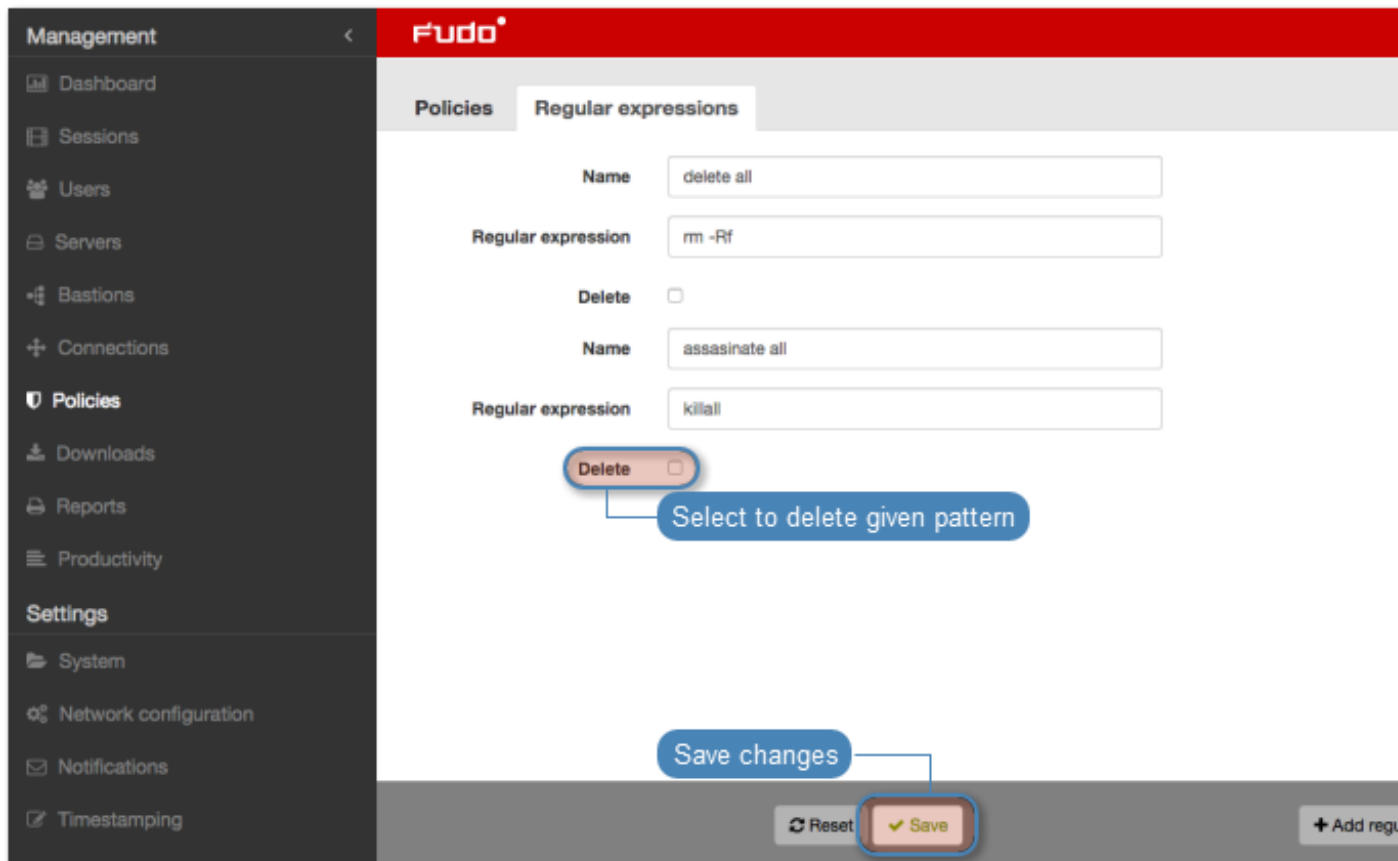 Management
Fudo
Dashboard
Policies
Regular expressions
Sessions
Name
delete all
Users
Regular expression
rm -Rf
Servers
Delete
Bastions
Name
assasinate all
Connections
Policies
Regular expression
killall
Downloads
Delete
Reports
Select to delete given pattern
Productivity
Settings
System
Network configuration
Save changes
Notifications
Timestamping
Reset
Save
Add regu